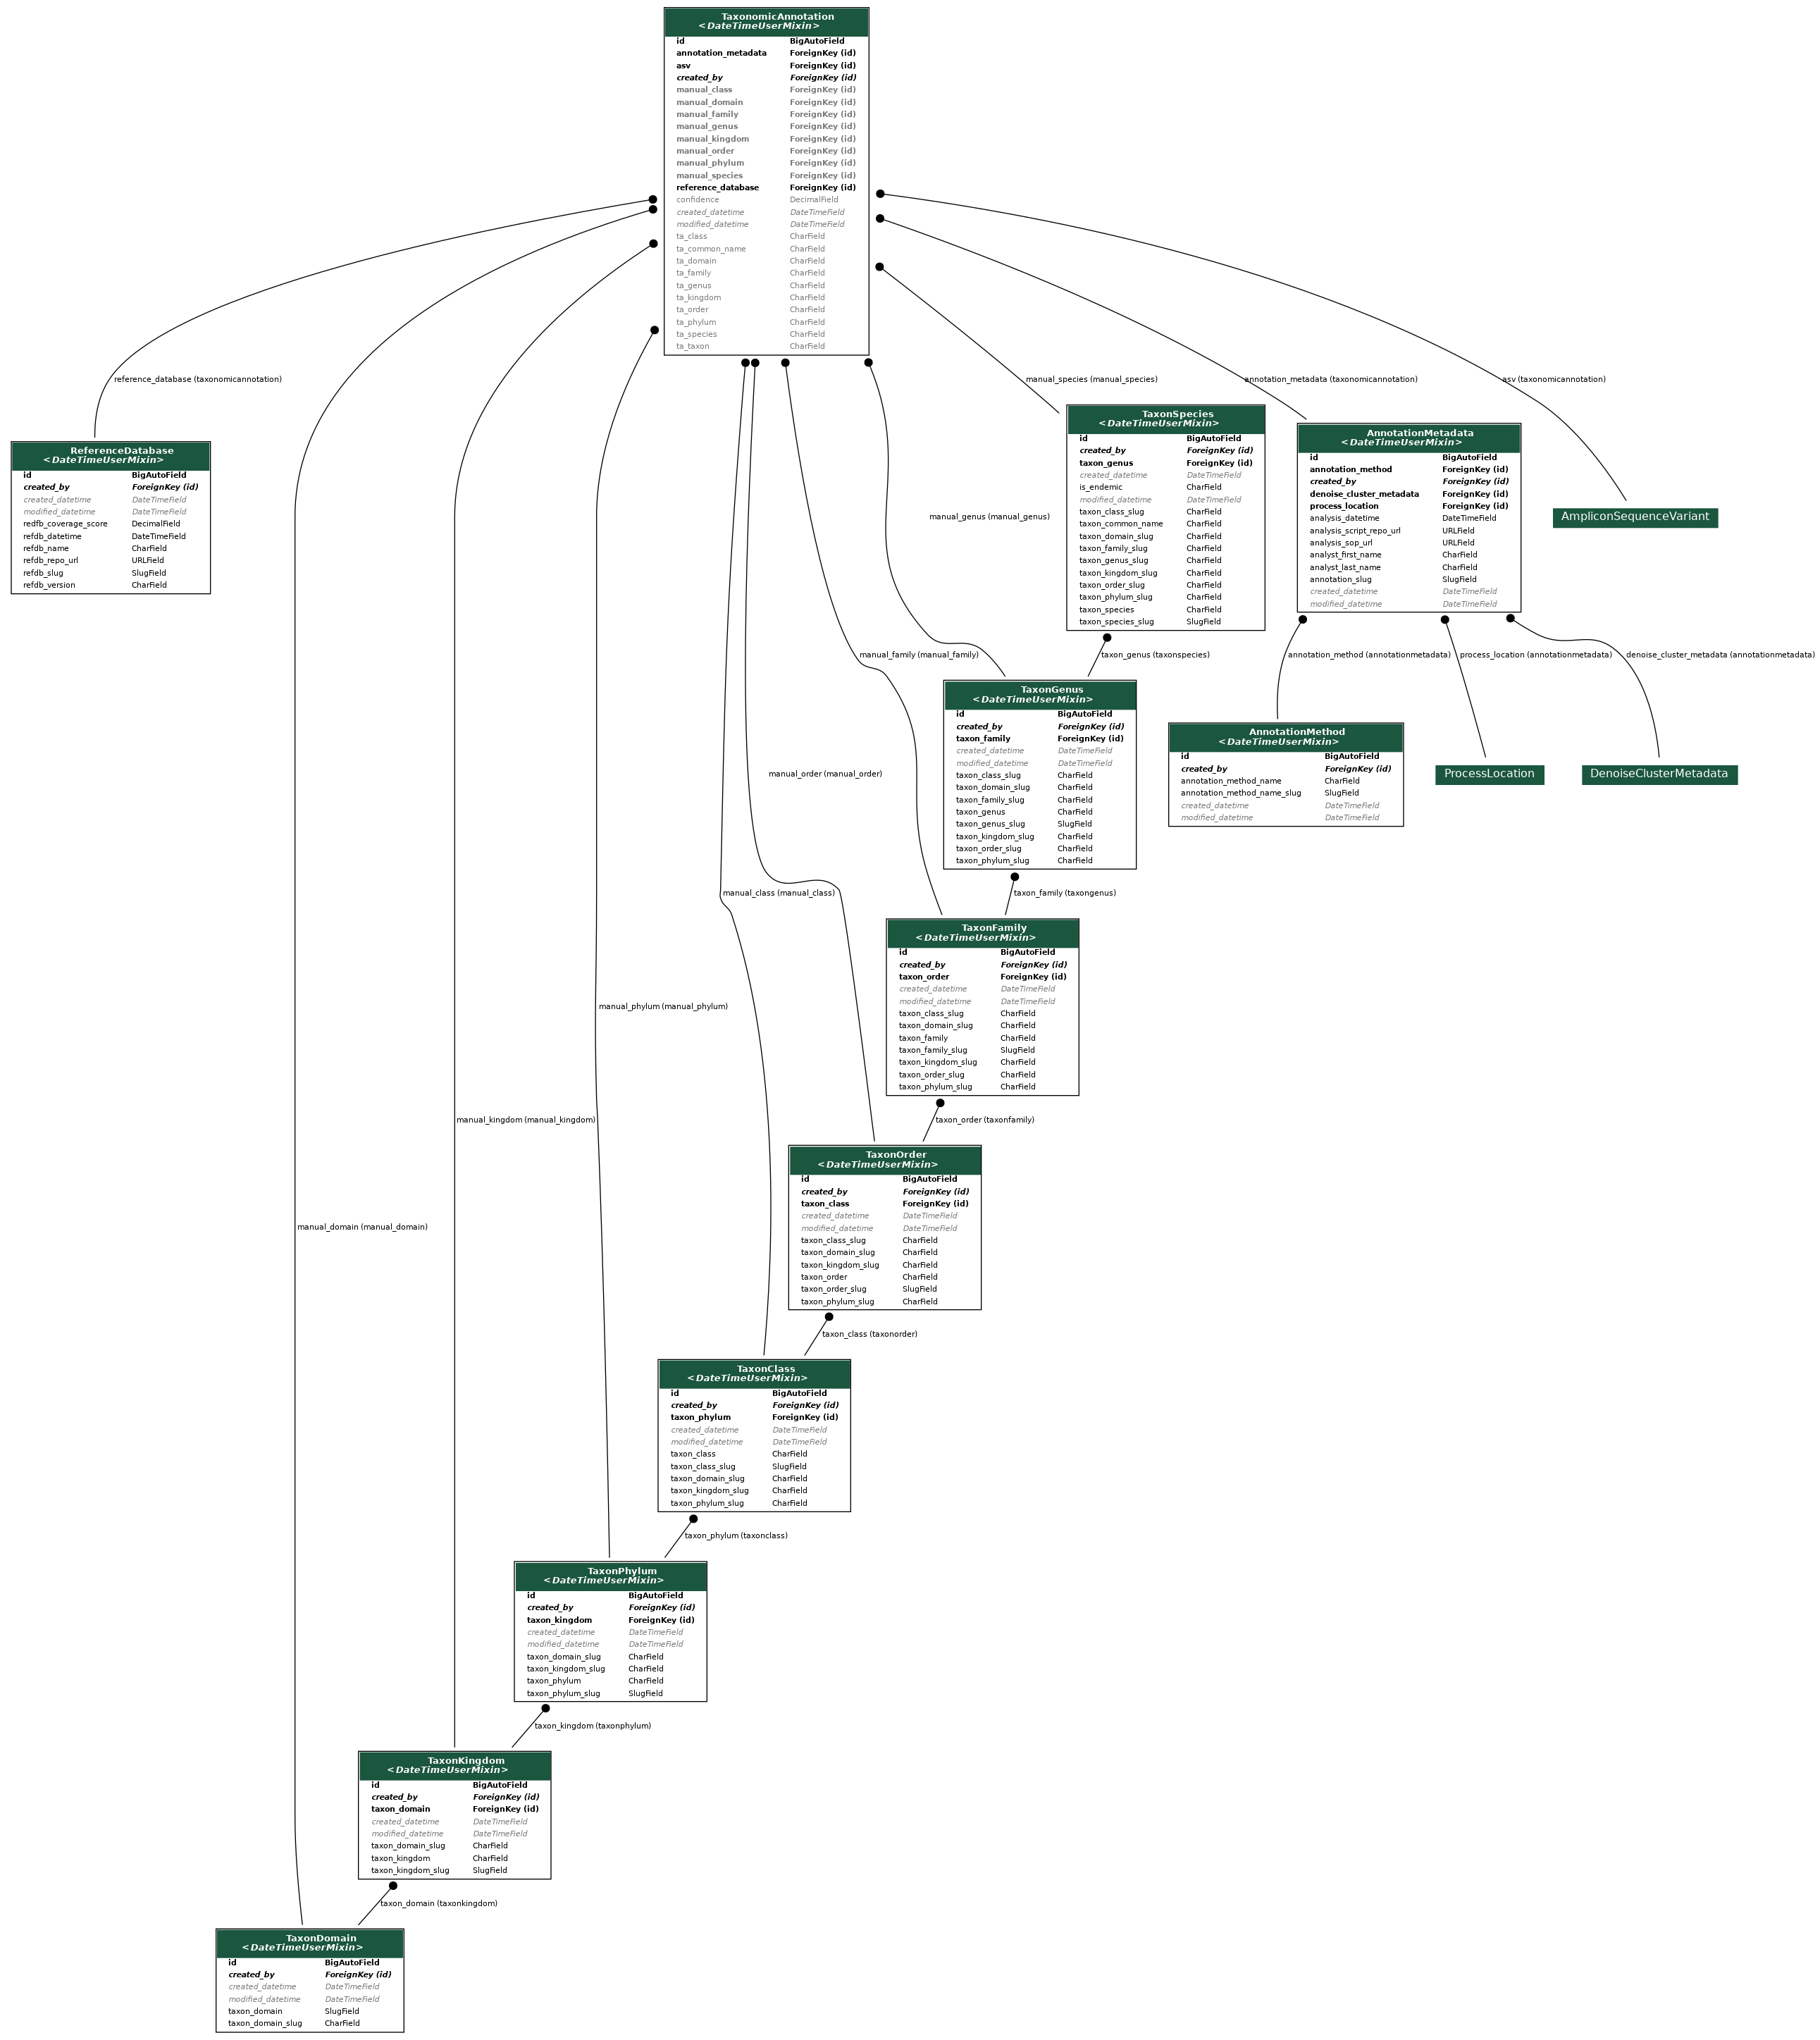 TaxonomicAnnotation
<DateTimeUserMixin>
id BigAutoField
annotation_metadata ForeignKey (id)
asv ForeignKey (id)
created_by ForeignKey (id)
manual_class ForeignKey (id)
manual_domain ForeignKey (id)
manual_family ForeignKey (id)
manual_genus ForeignKey (id)
manual_kingdom ForeignKey (id)
manual_order ForeignKey (id)
manual_phylum ForeignKey (id)
manual_species ForeignKey (id)
reference_database ForeignKey (id)
confidence DecimalField
created_datetime DateTimeField
modified_datetime DateTimeField
ta_class CharField
ta_common_name CharField
ta_domain CharField
ta_family CharField
ta_genus CharField
ta_kingdom CharField
ta_order CharField
ta_phylum CharField
ta_species CharField
ta_taxon CharField
reference_database (taxonomicannotation)
manual_species (manual_species)
annotation_metadata (taxonomicannotation)
asv (taxonomicannotation)
ReferenceDatabase
<DateTimeUserMixin>
id BigAutoField
created_by ForeignKey (id)
created_datetime DateTimeField
modified_datetime DateTimeField
redfb_coverage_score DecimalField
refdb_datetime DateTimeField
refdb_name CharField
refdb_repo_url URLField
refdb_slug SlugField
refdb_version CharField
TaxonSpecies
<DateTimeUserMixin>
id BigAutoField
created_by ForeignKey (id)
taxon_genus ForeignKey (id)
created_datetime DateTimeField
is_endemic CharField
modified_datetime DateTimeField
taxon_class_slug CharField
taxon_common_name CharField
taxon_domain_slug CharField
taxon_family_slug CharField
taxon_genus_slug CharField
taxon_kingdom_slug CharField
taxon_order_slug CharField
taxon_phylum_slug CharField
taxon_species CharField
taxon_species_slug SlugField
AnnotationMetadata
<DateTimeUserMixin>
id BigAutoField
annotation_method ForeignKey (id)
created_by ForeignKey (id)
denoise_cluster_metadata ForeignKey (id)
process_location ForeignKey (id)
analysis_datetime DateTimeField
analysis_script_repo_url URLField
analysis_sop_url URLField
analyst_first_name CharField
analyst_last_name CharField
annotation_slug SlugField
created_datetime DateTimeField
modified_datetime DateTimeField
AmpliconSequenceVariant
manual_genus (manual_genus)
manual_family (manual_family)
taxon_genus (taxonspecies)
annotation_method (annotationmetadata)
process_location (annotationmetadata)
denoise_cluster_metadata (annotationmetadata)
TaxonGenus
<DateTimeUserMixin>
id BigAutoField
created_by ForeignKey (id)
taxon_family ForeignKey (id)
created_datetime DateTimeField
modified_datetime DateTimeField
taxon_class_slug CharField
taxon_domain_slug CharField
taxon_family_slug CharField
taxon_genus CharField
taxon_genus_slug SlugField
taxon_kingdom_slug CharField
taxon_order_slug CharField
taxon_phylum_slug CharField
AnnotationMethod
<DateTimeUserMixin>
id BigAutoField
created_by ForeignKey (id)
annotation_method_name CharField
annotation_method_name_slug SlugField
created_datetime DateTimeField
modified_datetime DateTimeField
ProcessLocation
DenoiseClusterMetadata
manual_order (manual_order)
manual_class (manual_class)
taxon_family (taxongenus)
TaxonFamily
<DateTimeUserMixin>
id BigAutoField
created_by ForeignKey (id)
taxon_order ForeignKey (id)
created_datetime DateTimeField
modified_datetime DateTimeField
taxon_class_slug CharField
taxon_domain_slug CharField
taxon_family CharField
taxon_family_slug SlugField
taxon_kingdom_slug CharField
taxon_order_slug CharField
taxon_phylum_slug CharField
manual_phylum (manual_phylum)
manual_kingdom (manual_kingdom)
taxon_order (taxonfamily)
TaxonOrder
<DateTimeUserMixin>
id BigAutoField
created_by ForeignKey (id)
taxon_class ForeignKey (id)
created_datetime DateTimeField
modified_datetime DateTimeField
taxon_class_slug CharField
taxon_domain_slug CharField
taxon_kingdom_slug CharField
taxon_order CharField
taxon_order_slug SlugField
taxon_phylum_slug CharField
manual_domain (manual_domain)
taxon_class (taxonorder)
TaxonClass
<DateTimeUserMixin>
id BigAutoField
created_by ForeignKey (id)
taxon_phylum ForeignKey (id)
created_datetime DateTimeField
modified_datetime DateTimeField
taxon_class CharField
taxon_class_slug SlugField
taxon_domain_slug CharField
taxon_kingdom_slug CharField
taxon_phylum_slug CharField
taxon_phylum (taxonclass)
TaxonPhylum
<DateTimeUserMixin>
id BigAutoField
created_by ForeignKey (id)
taxon_kingdom ForeignKey (id)
created_datetime DateTimeField
modified_datetime DateTimeField
taxon_domain_slug CharField
taxon_kingdom_slug CharField
taxon_phylum CharField
taxon_phylum_slug SlugField
taxon_kingdom (taxonphylum)
TaxonKingdom
<DateTimeUserMixin>
id BigAutoField
created_by ForeignKey (id)
taxon_domain ForeignKey (id)
created_datetime DateTimeField
modified_datetime DateTimeField
taxon_domain_slug CharField
taxon_kingdom CharField
taxon_kingdom_slug SlugField
taxon_domain (taxonkingdom)
TaxonDomain
<DateTimeUserMixin>
id BigAutoField
created_by ForeignKey (id)
created_datetime DateTimeField
modified_datetime DateTimeField
taxon_domain SlugField
taxon_domain_slug CharField